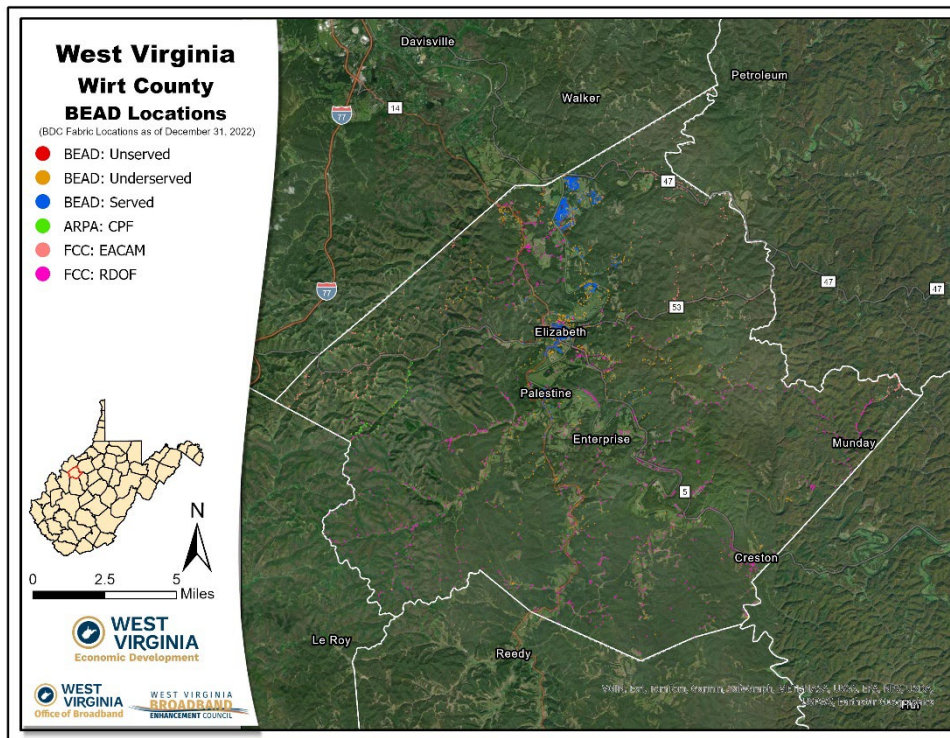 West Virginia
Wirt County
BEAD Locations
(BDC Fabric Locations as of December 31, 2022)
BEAD: Unserved
BEAD: Underserved
BEAD: Served
ARPA: CPF
FCC: EACAM
FCC: RDOF
N
0 2.5 5
Miles
WEST
VIRGINIA
Economic Development
WEST
VIRGINIA
Office of Broadband
WEST VIRGINIA
BROADBAND
ENHANCEMENT COUNCIL
Davisville
Petroleum
Walker
14
77
47
47
47
77
53
Elizabeth
Palestine
Enterprise
Munday
5
Creston
Le Roy
Reedy